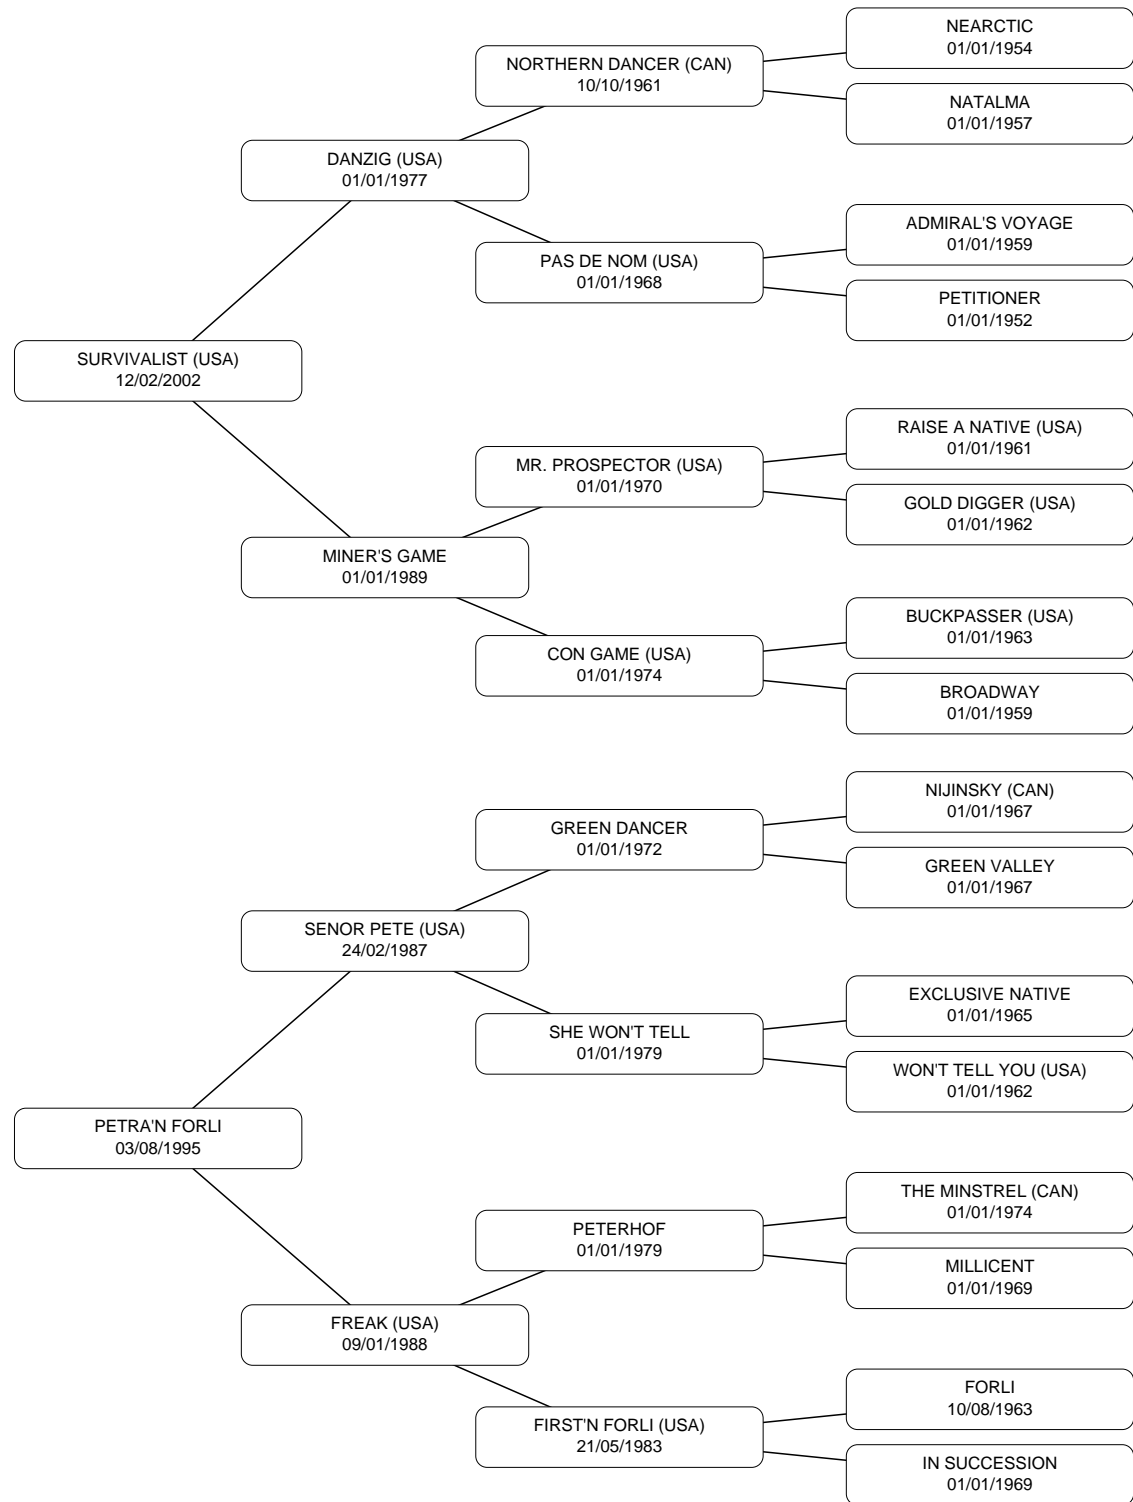 NEARCTIC
01/01/1954
NORTHERN DANCER (CAN)
10/10/1961
NATALMA
01/01/1957
DANZIG (USA)
01/01/1977
ADMIRAL'S VOYAGE
01/01/1959
PAS DE NOM (USA)
01/01/1968
PETITIONER
01/01/1952
SURVIVALIST (USA)
12/02/2002
RAISE A NATIVE (USA)
01/01/1961
MR. PROSPECTOR (USA)
01/01/1970
GOLD DIGGER (USA)
01/01/1962
MINER'S GAME
01/01/1989
BUCKPASSER (USA)
01/01/1963
CON GAME (USA)
01/01/1974
BROADWAY
01/01/1959
NIJINSKY (CAN)
01/01/1967
GREEN DANCER
01/01/1972
GREEN VALLEY
01/01/1967
SENOR PETE (USA)
24/02/1987
EXCLUSIVE NATIVE
01/01/1965
SHE WON'T TELL
01/01/1979
WON'T TELL YOU (USA)
01/01/1962
PETRA'N FORLI
03/08/1995
THE MINSTREL (CAN)
01/01/1974
PETERHOF
01/01/1979
MILLICENT
01/01/1969
FREAK (USA)
09/01/1988
FORLI
10/08/1963
FIRST'N FORLI (USA)
21/05/1983
IN SUCCESSION
01/01/1969